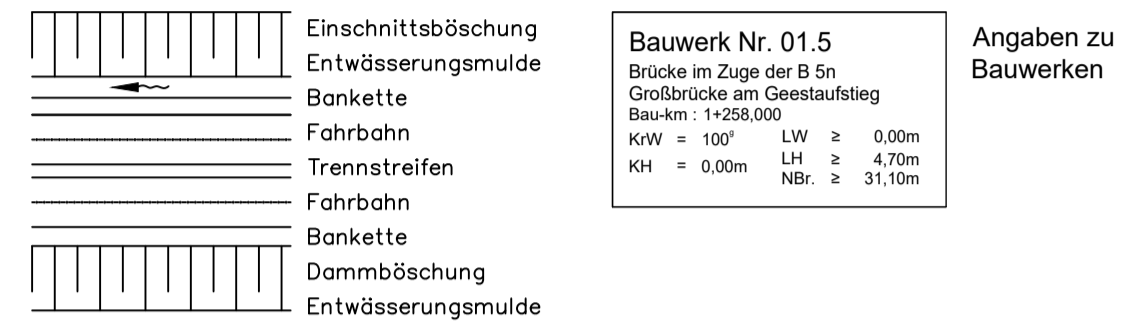 Einschnittsböschung
Entwässerungsmulde
Bankette
Fahrbahn
Trennstreifen
Fahrbahn
Bankette
Dammböschung
Entwässerungsmulde
Bauwerk Nr. 01.5
Brücke im Zuge der B 5n
Großbrücke am Geestaufstieg
Bau-km : 1+258,000
KrW = 100ᵍ LW ≥ 0,00m
KH = 0,00m LH ≥ 4,70m
NBr. ≥ 31,10m
Angaben zu
Bauwerken